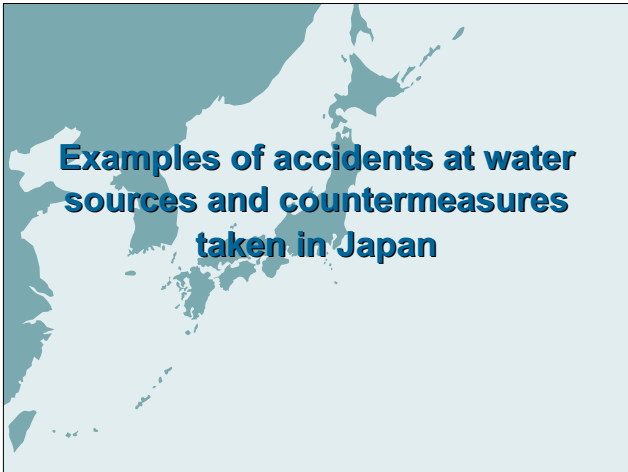 Examples of accidents at water
sources and countermeasures
taken in Japan